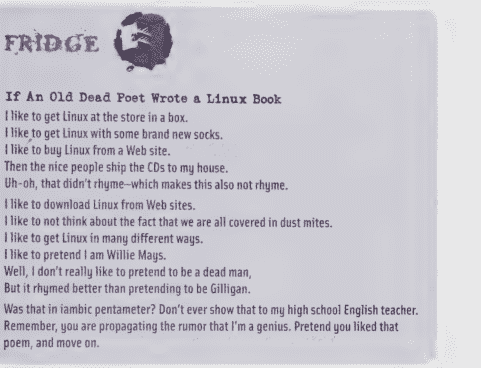 FRIDGE
If An Old Dead Poet Wrote a Linux Book
I like to get Linux at the store in a box.
I like to get Linux with some brand new socks.
I like to buy Linux from a Web site.
Then the nice people ship the CDs to my house.
Uh-oh, that didn't rhyme—which makes this also not rhyme.
I like to download Linux from Web sites.
I like to not think about the fact that we are all covered in dust mites.
I like to get Linux in many different ways.
I like to pretend I am Willie Mays.
Well, I don't really like to pretend to be a dead man,
But it rhymed better than pretending to be Gilligan.
Was that in iambic pentameter? Don't ever show that to my high school English teacher.
Remember, you are propagating the rumor that I'm a genius. Pretend you liked that
poem, and move on.